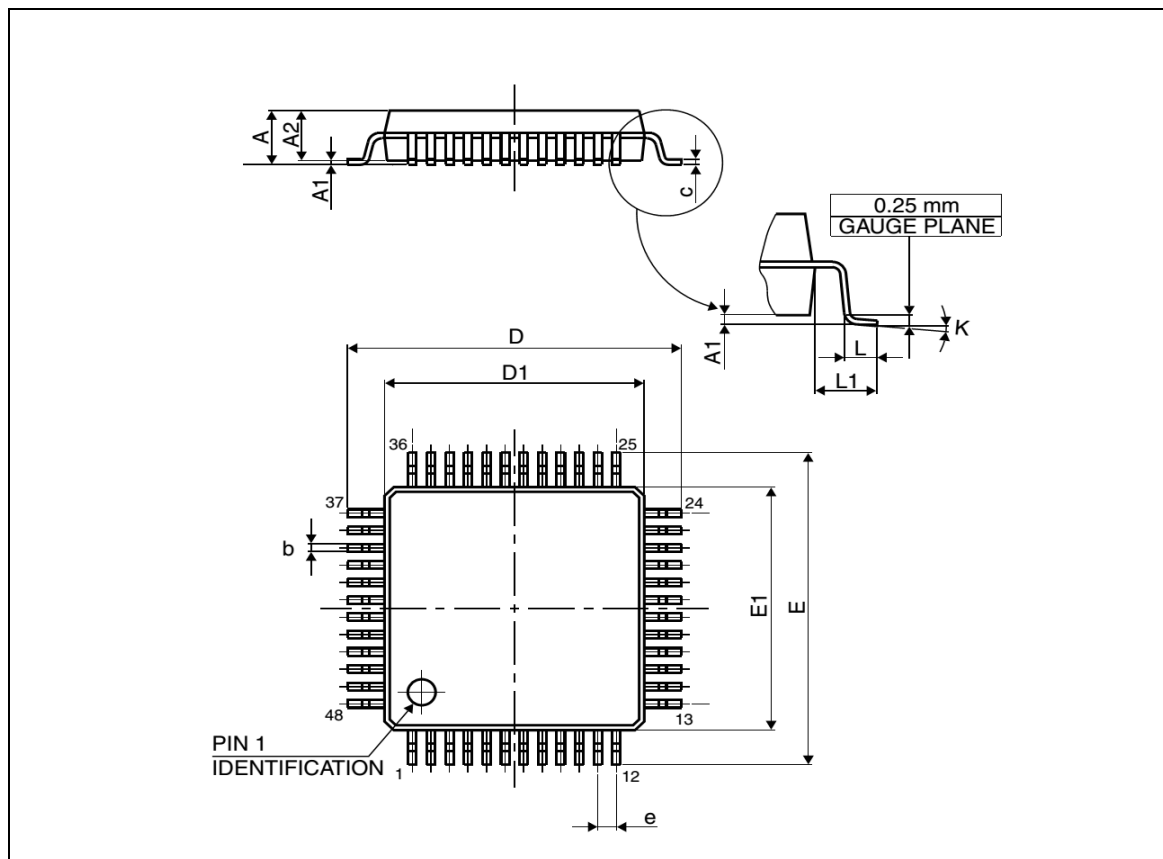 A
A2
A1
c
0.25 mm
GAUGE PLANE
A1
K
L
L1
D
D1
36
25
37
24
b
E1
E
48
13
PIN 1
IDENTIFICATION
1
12
e